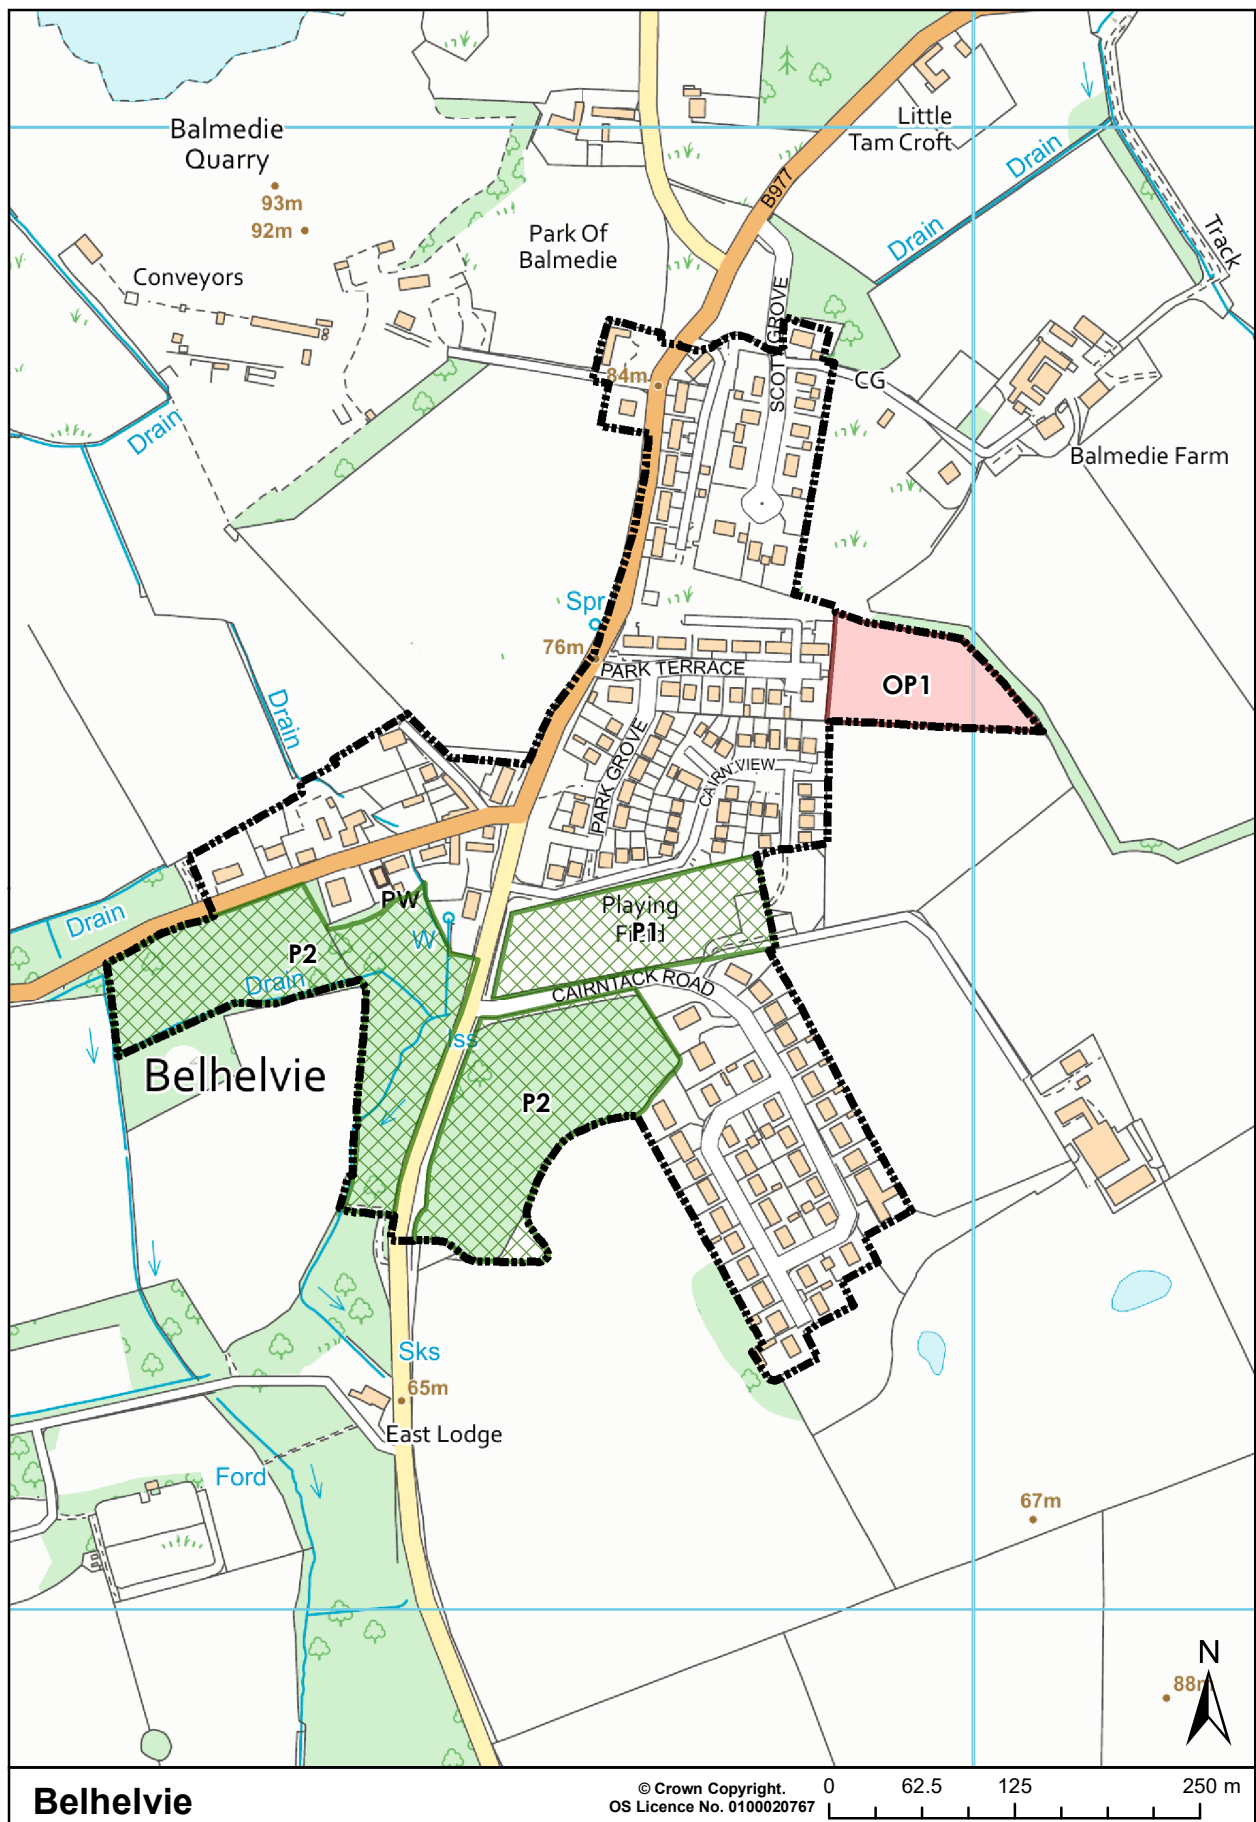 Balmedie
Quarry
93m
92m
Conveyors
Park Of
Balmedie
B977
Little
Tam Croft
Drain
Drain
Track
SCOTT GROVE
84m
CG
Balmedie Farm
Drain
Spr
76m
PARK TERRACE
OP1
Drain
PARK GROVE
CAIRN VIEW
PW
Playing
Field
P1
W
Drain
P2
Drain
CAIRNTACK ROAD
Iss
Belhelvie
P2
Sks
65m
East Lodge
Ford
67m
N
88m
Belhelvie
© Crown Copyright.
OS Licence No. 0100020767
0 62.5 125 250 m